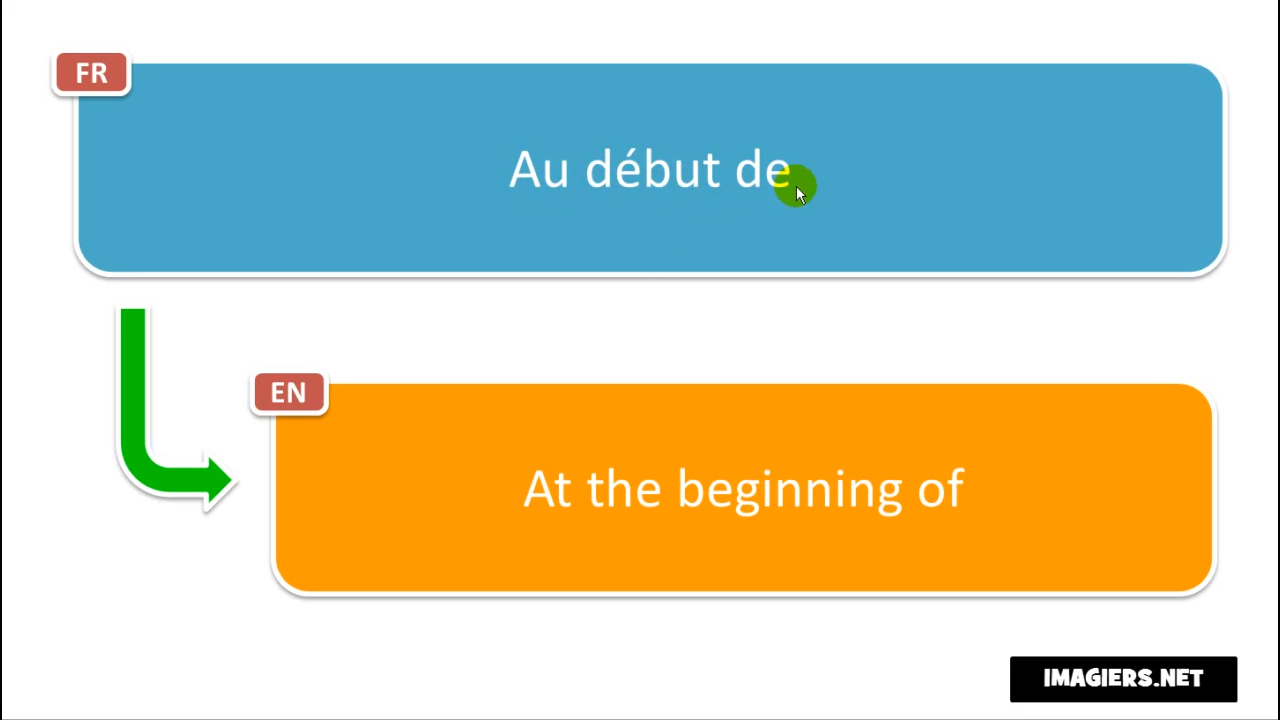 FR
Au début de
EN
At the beginning of
IMAGIERS.NET